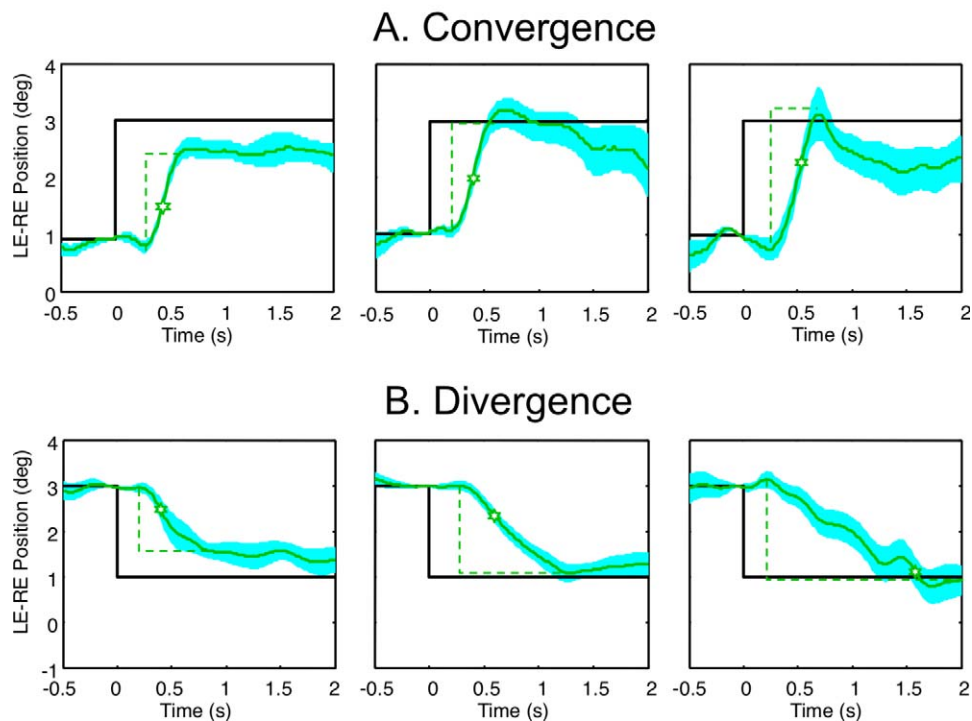 A. Convergence
LE-RE Position (deg)
4
3
2
1
0
-0.5 0 0.5 1 1.5 2
Time (s)
-0.5 0 0.5 1 1.5 2
Time (s)
-0.5 0 0.5 1 1.5 2
Time (s)
B. Divergence
LE-RE Position (deg)
4
3
2
1
0
-1
-0.5 0 0.5 1 1.5 2
Time (s)
-0.5 0 0.5 1 1.5 2
Time (s)
-0.5 0 0.5 1 1.5 2
Time (s)